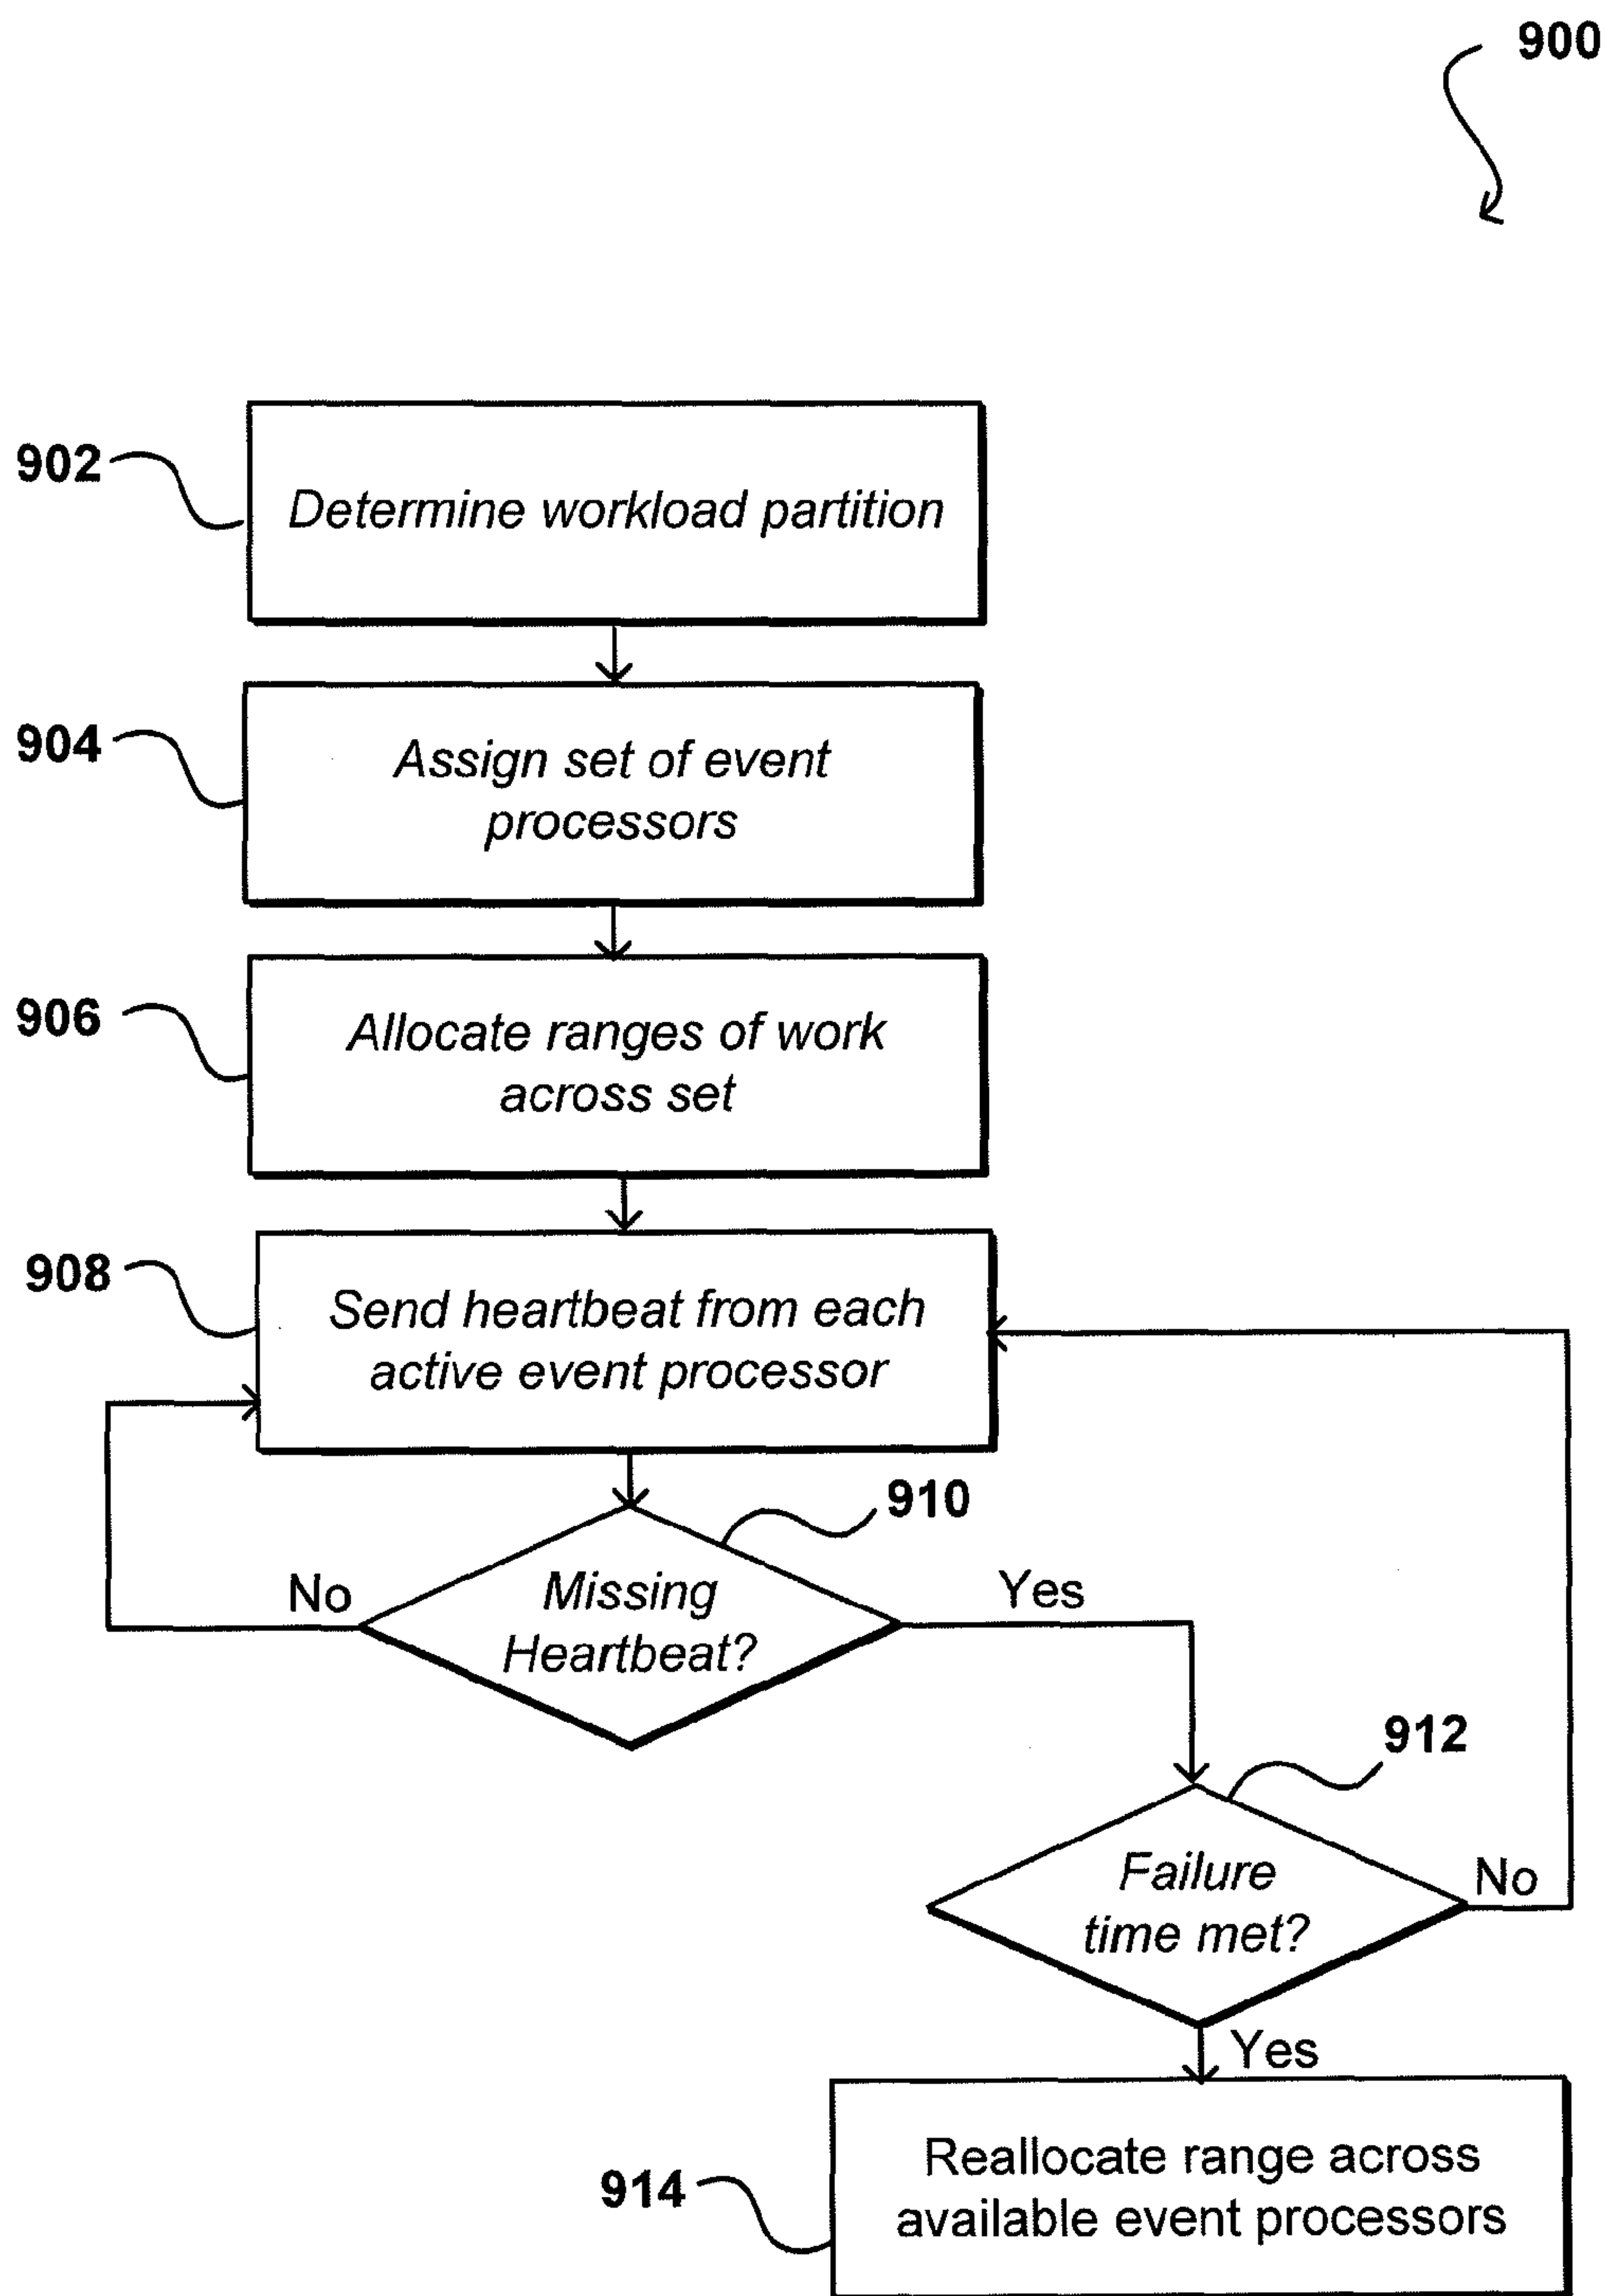 900
902
Determine workload partition
904
Assign set of event
processors
906
Allocate ranges of work
across set
908
Send heartbeat from each
active event processor
910
No
Missing
Heartbeat?
Yes
912
Failure
time met?
No
Yes
914
Reallocate range across
available event processors